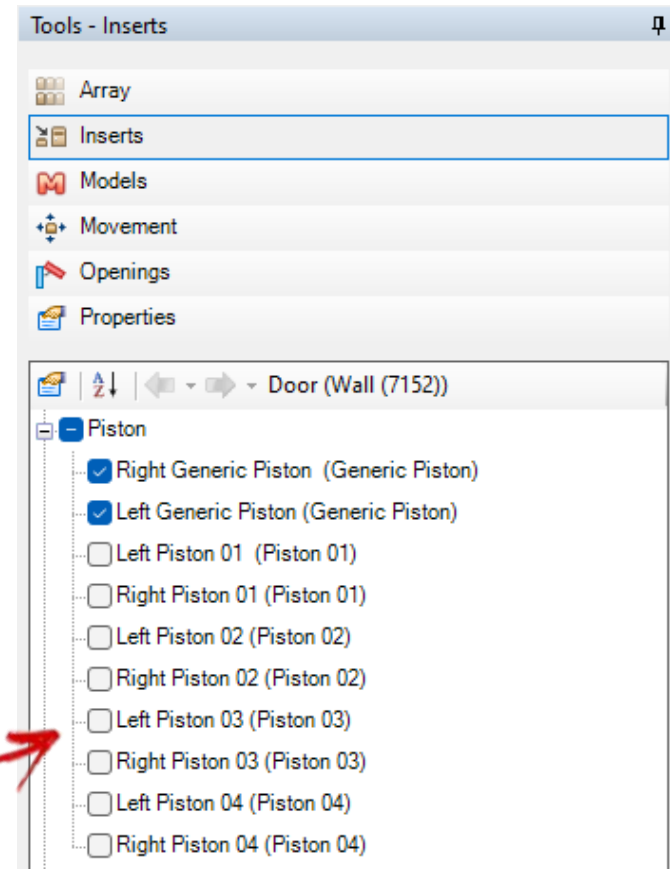 Tools - Inserts
Array
Inserts
Models
Movement
Openings
Properties
Door (Wall (7152))
Piston
Right Generic Piston (Generic Piston)
Left Generic Piston (Generic Piston)
Left Piston 01 (Piston 01)
Right Piston 01 (Piston 01)
Left Piston 02 (Piston 02)
Right Piston 02 (Piston 02)
Left Piston 03 (Piston 03)
Right Piston 03 (Piston 03)
Left Piston 04 (Piston 04)
Right Piston 04 (Piston 04)